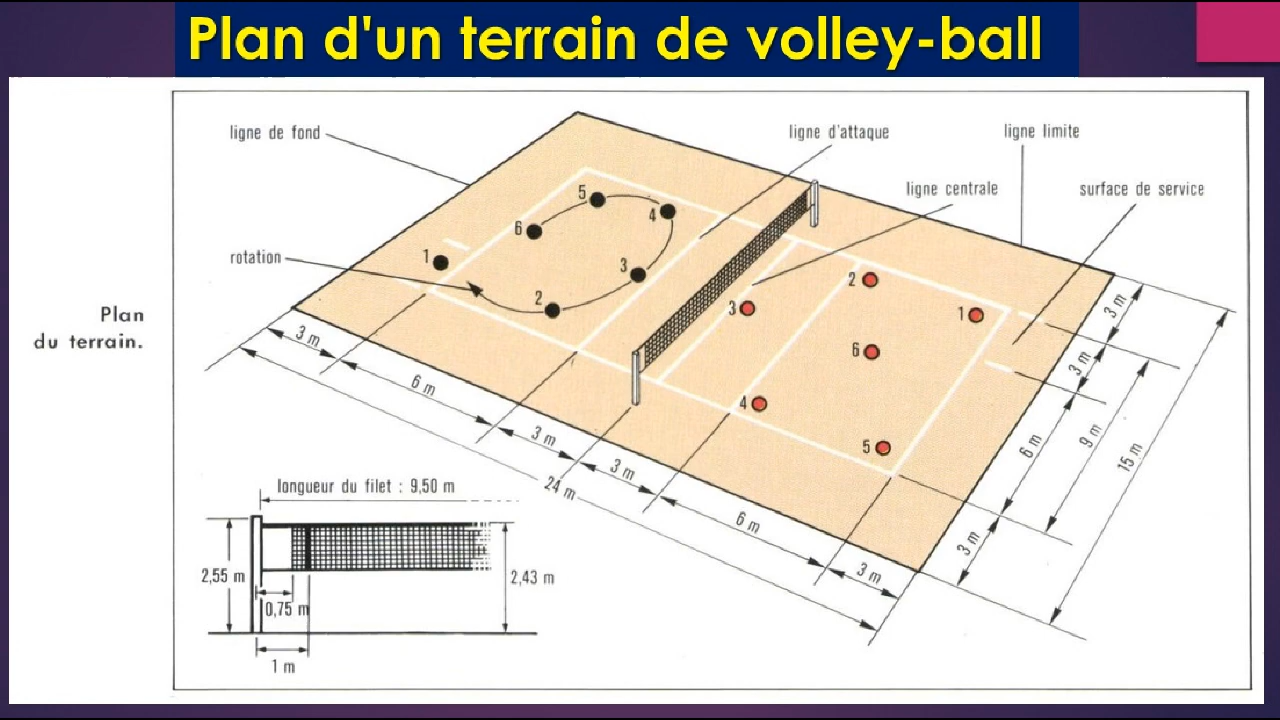 Plan d'un terrain de volley-ball
ligne de fond
ligne d'attaque
ligne limite
ligne centrale
surface de service
rotation
Plan
du terrain.
1
6
5
4
3
2
2
1
3
6
4
5
3 m
6 m
3 m
24 m
3 m
6 m
3 m
3 m
3 m
6 m
9 m
15 m
3 m
longueur du filet : 9,50 m
2,55 m
2,43 m
0,75 m
1 m